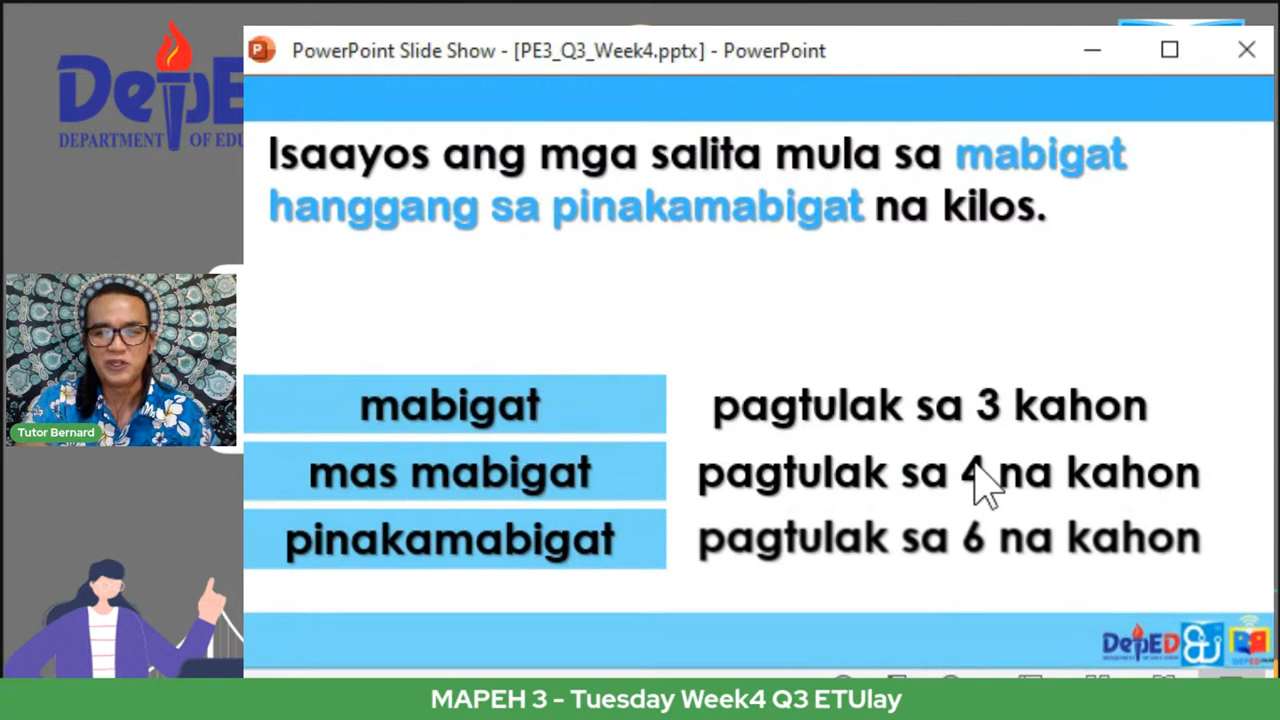 PowerPoint Slide Show - [PE3_Q3_Week4.pptx] - PowerPoint
DepE
DEPARTMENT OF EDU
Isaayos ang mga salita mula sa mabigat
hanggang sa pinakamabigat na kilos.
mabigat pagtulak sa 3 kahon
mas mabigat pagtulak sa 4 na kahon
pinakamabigat pagtulak sa 6 na kahon
Tutor Bernard
DepED
MAPEH 3 - Tuesday Week4 Q3 ETUlay